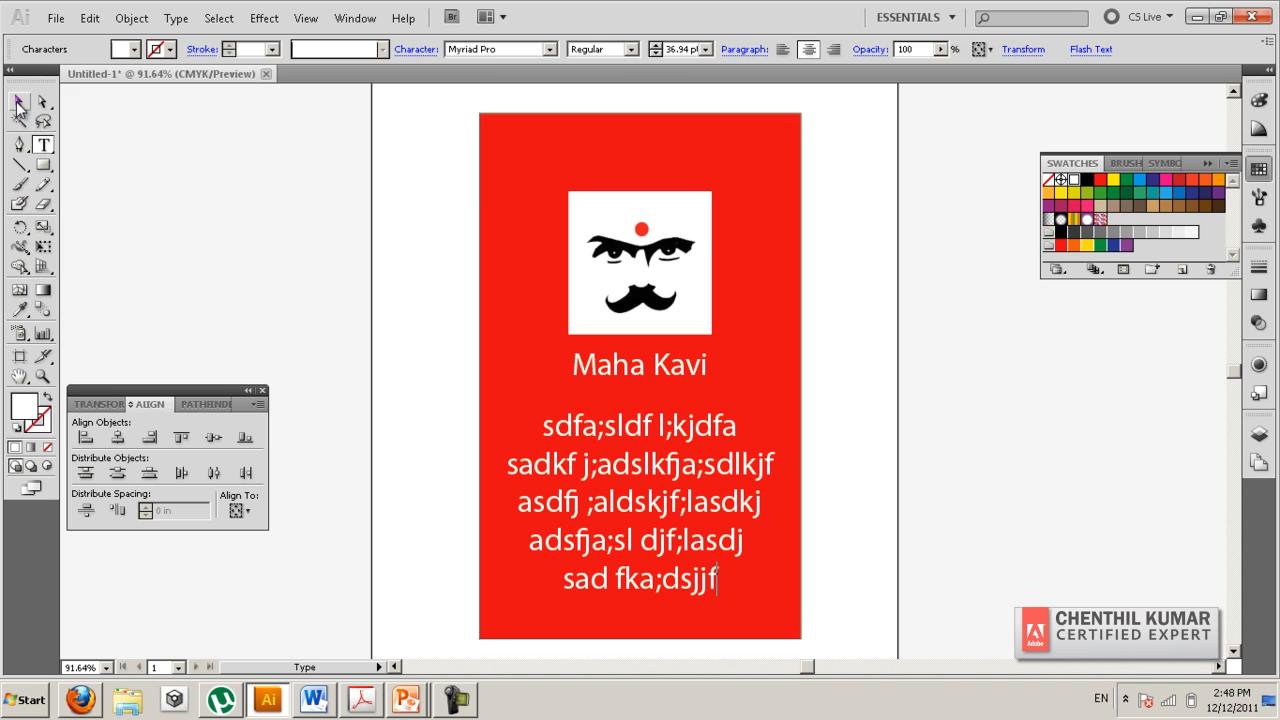 Ai
File Edit Object Type Select Effect View Window Help
Br
ESSENTIALS
CS Live
Characters
Stroke:
Character:
Myriad Pro
Regular
36.94 pt
Paragraph:
Opacity:
100
%
Transform
Flash Text
Untitled-1* @ 91.64% (CMYK/Preview)
T
SWATCHES
BRUSH
SYMBO
Maha Kavi
sdfa;sldf l;kjdfa
sadkf j;adslkfja;sdlkjf
asdfj ;aldskjf;lasdkj
adsfja;sl djf;lasdj
sad fka;dsjjf
TRANSFOR
ALIGN
PATHFINDE
Align Objects:
Distribute Objects:
Distribute Spacing:
Align To:
0 in
Adobe
CHENTHIL KUMAR
CERTIFIED EXPERT
91.64%
1
Type
Start
Ai
EN
2:48 PM
12/12/2011